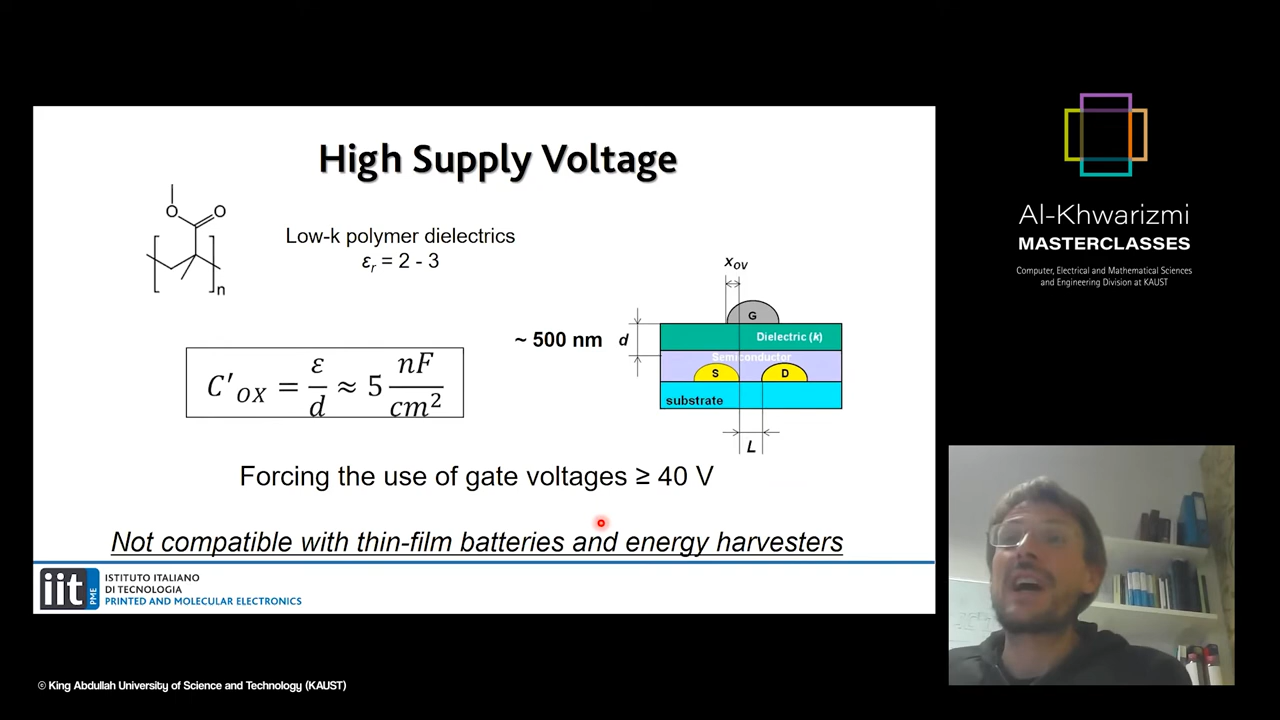 High Supply Voltage
O
O
n
Low-k polymer dielectrics
εr = 2 - 3
C′OX = ε/d ≈ 5 nF/cm²
~ 500 nm
d
xOV
G
Dielectric (k)
Semiconductor
S
D
substrate
L
Forcing the use of gate voltages ≥ 40 V
Not compatible with thin-film batteries and energy harvesters
iit
PME
ISTITUTO ITALIANO
DI TECNOLOGIA
PRINTED AND MOLECULAR ELECTRONICS
Al-Khwarizmi
MASTERCLASSES
Computer, Electrical and Mathematical Sciences
and Engineering Division at KAUST
© King Abdullah University of Science and Technology (KAUST)